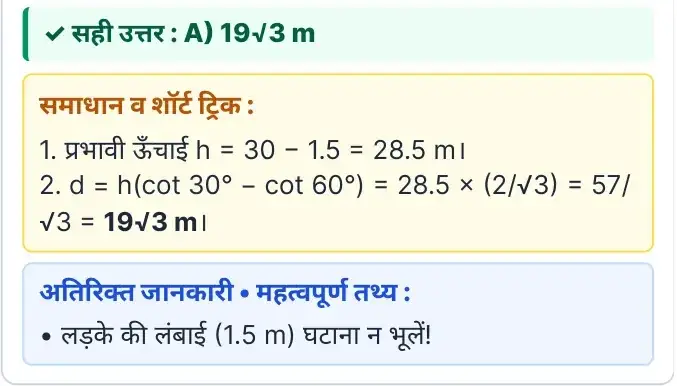 ✓ सही उत्तर : A) 19√3 m
समाधान व शॉर्ट ट्रिक :
1. प्रभावी ऊँचाई h = 30 − 1.5 = 28.5 m।
2. d = h(cot 30° − cot 60°) = 28.5 × (2/√3) = 57/
√3 = 19√3 m।
अतिरिक्त जानकारी • महत्वपूर्ण तथ्य :
• लड़के की लंबाई (1.5 m) घटाना न भूलें!